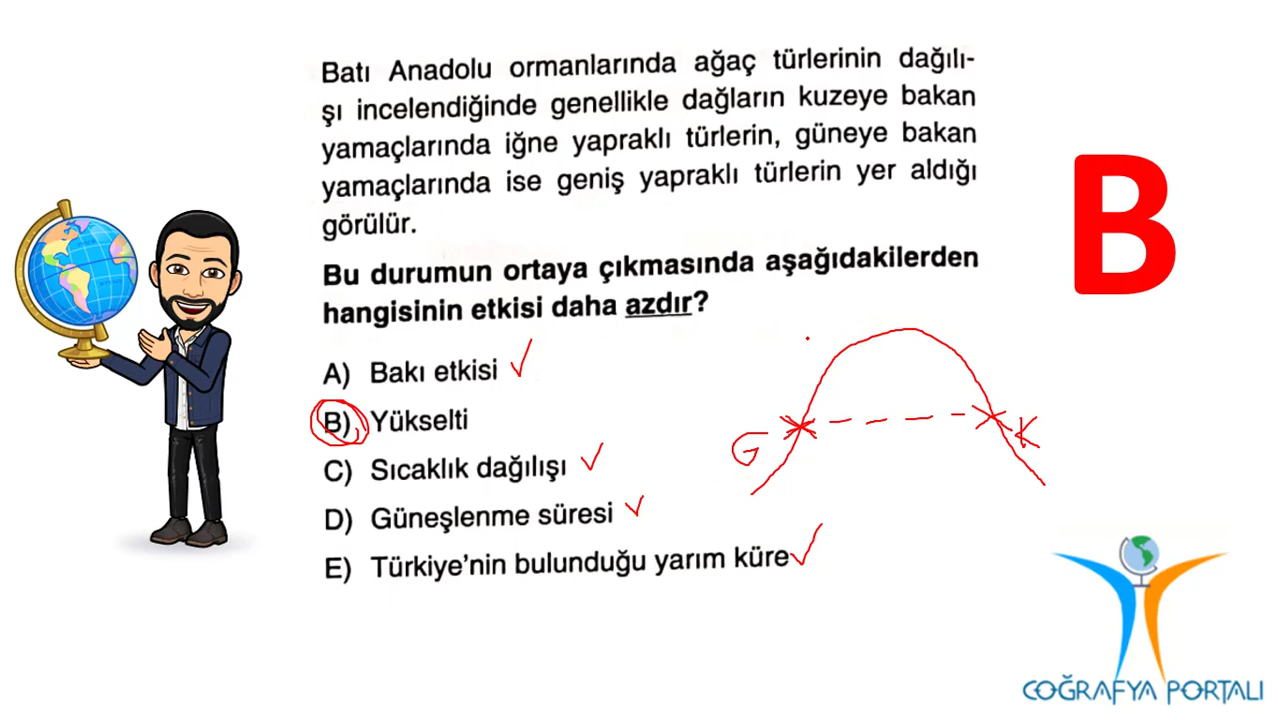 Batı Anadolu ormanlarında ağaç türlerinin dağılı-
şı incelendiğinde genellikle dağların kuzeye bakan
yamaçlarında iğne yapraklı türlerin, güneye bakan
yamaçlarında ise geniş yapraklı türlerin yer aldığı
görülür.
Bu durumun ortaya çıkmasında aşağıdakilerden
hangisinin etkisi daha azdır?
A) Bakı etkisi
B) Yükselti
C) Sıcaklık dağılışı
D) Güneşlenme süresi
E) Türkiye'nin bulunduğu yarım küre
B
G
K
COĞRAFYA PORTALI